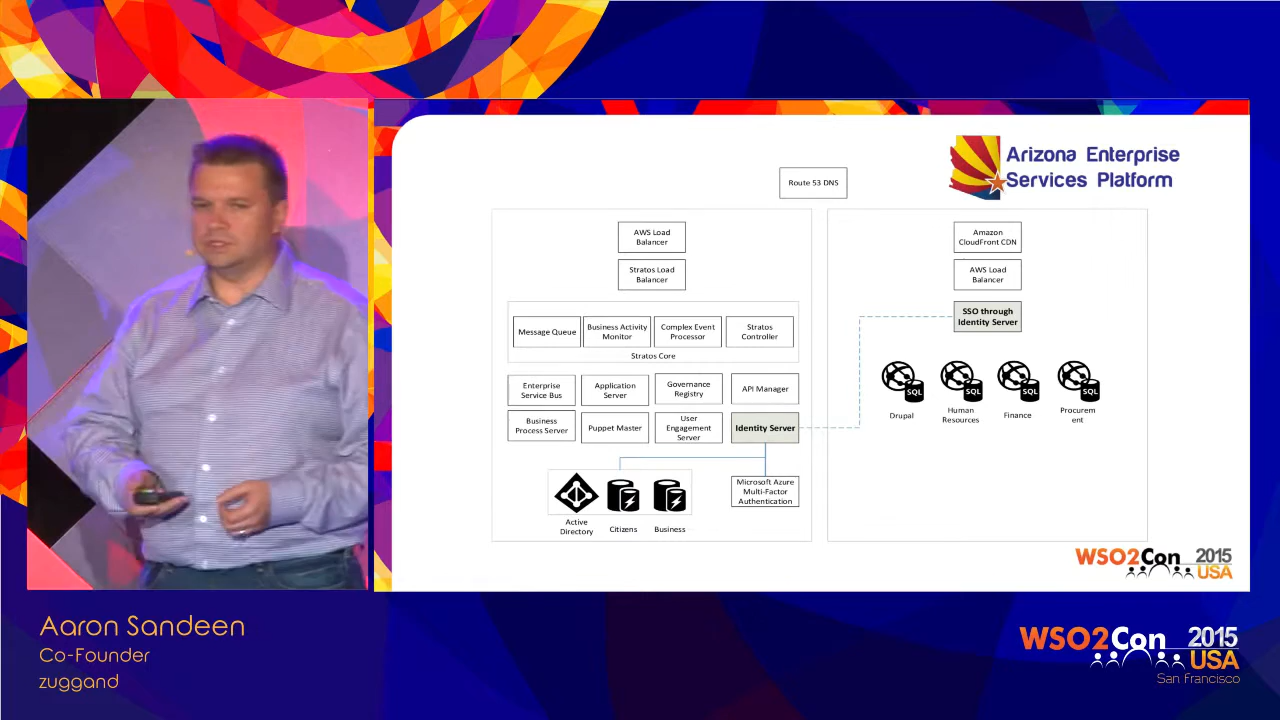 Arizona Enterprise
Services Platform
Route 53 DNS
AWS Load
Balancer
Stratos Load
Balancer
Message Queue
Business Activity
Monitor
Complex Event
Processor
Stratos
Controller
Stratos Core
Enterprise
Service Bus
Application
Server
Governance
Registry
API Manager
Business
Process Server
Puppet Master
User
Engagement
Server
Identity Server
Active
Directory
Citizens
Business
Microsoft Azure
Multi-Factor
Authentication
Amazon
CloudFront CDN
AWS Load
Balancer
SSO through
Identity Server
SQL
SQL
SQL
SQL
Drupal
Human
Resources
Finance
Procurem
ent
WSO2Con 2015
USA
Aaron Sandeen
Co-Founder
zuggand
WSO2Con 2015
USA
San Francisco